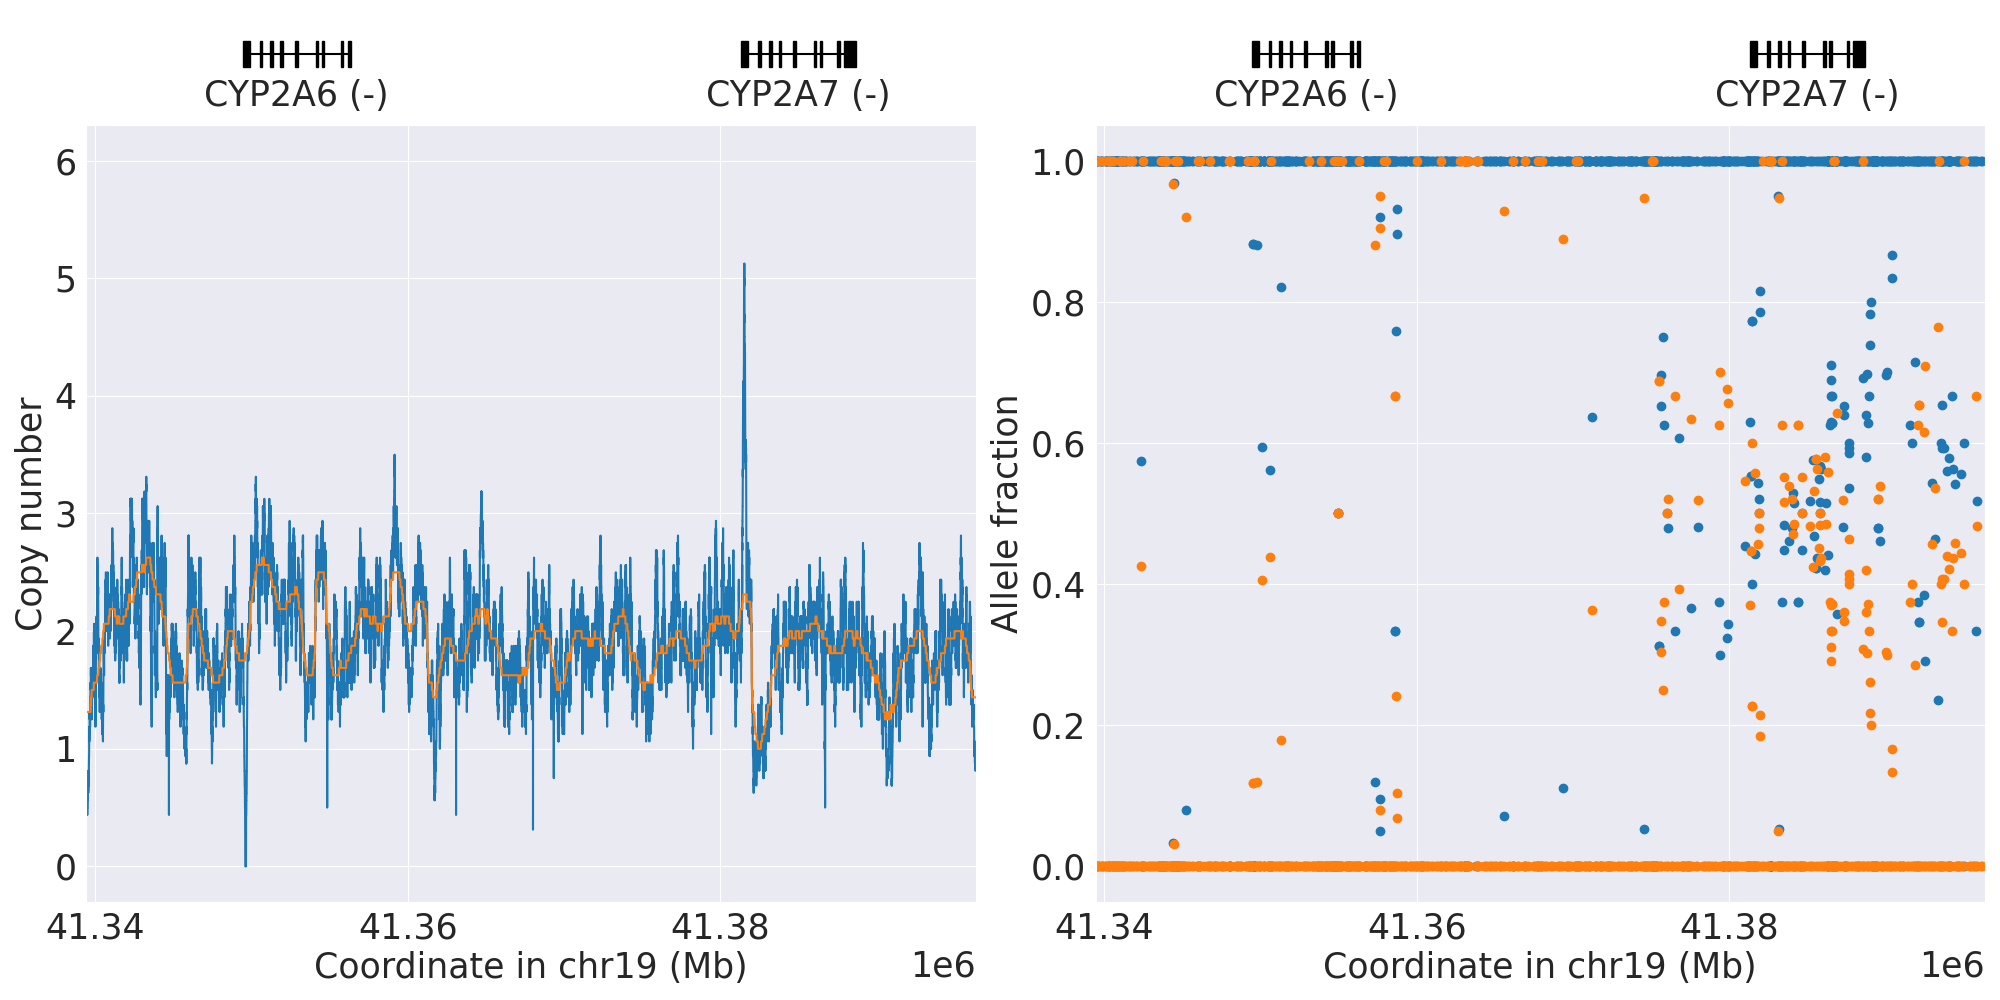 CYP2A6 (-) CYP2A7 (-)
CYP2A6 (-) CYP2A7 (-)
Copy number
6
5
4
3
2
1
0
41.34 41.36 41.38
Coordinate in chr19 (Mb) 1e6
Allele fraction
1.0
0.8
0.6
0.4
0.2
0.0
41.34 41.36 41.38
Coordinate in chr19 (Mb) 1e6